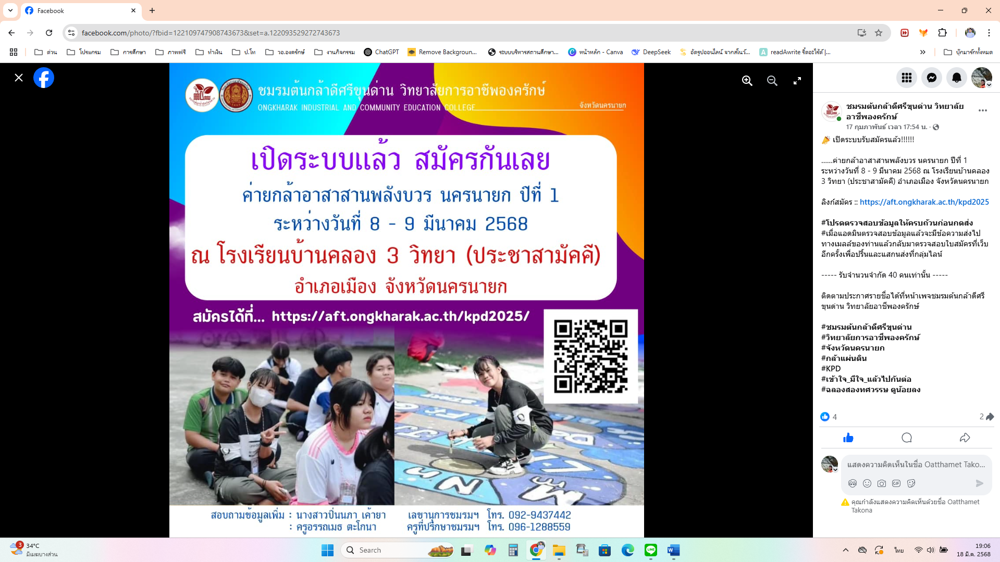 Facebook
facebook.com/photo/?fbid=122109747908743673&set=a.122093529272743673
ด่วน
โปรแกรม
การศึกษา
ภาพฟรี
ทำเงิน
ป.โท
วอ.องครักษ์
งานกิจกรรม
ChatGPT
Remove Backgroun...
ระบบบริหารสถานศึกษา...
หน้าหลัก - Canva
DeepSeek
อัดรูปออนไลน์ จากสโนว์...
readAwrite รี้ดอะไร้ต์ |...
บุ๊กมาร์กทั้งหมด
ชมรมต้นกล้าดีศรีขุนด่าน วิทยาลัยการอาชีพองครักษ์
ONGKHARAK INDUSTRIAL AND COMMUNITY EDUCATION COLLEGE
จังหวัดนครนายก
เปิดระบบแล้ว สมัครกันเลย
ค่ายกล้าอาสาสานพลังบวร นครนายก ปีที่ 1
ระหว่างวันที่ 8 - 9 มีนาคม 2568
ณ โรงเรียนบ้านคลอง 3 วิทยา (ประชาสามัคคี)
อำเภอเมือง จังหวัดนครนายก
สมัครได้ที่... https://aft.ongkharak.ac.th/kpd2025/
สอบถามข้อมูลเพิ่ม : นางสาวปิ่นนภา เค้ายา เลขานุการชมรมฯ โทร. 092-9437442
: ครูอรรถเมธ ตะโกนา ครูที่ปรึกษาชมรมฯ โทร. 096-1288559
ชมรมต้นกล้าดีศรีขุนด่าน วิทยาลัย
อาชีพองครักษ์
17 กุมภาพันธ์ เวลา 17:54 น. ·
เปิดระบบรับสมัครแล้ว!!!!!!
......ค่ายกล้าอาสาสานพลังบวร นครนายก ปีที่ 1
ระหว่างวันที่ 8 - 9 มีนาคม 2568 ณ โรงเรียนบ้านคลอง
3 วิทยา (ประชาสามัคคี) อำเภอเมือง จังหวัดนครนายก
ลิงก์สมัคร :: https://aft.ongkharak.ac.th/kpd2025
#โปรดตรวจสอบข้อมูลให้ครบถ้วนก่อนกดส่ง
#เมื่อแอดมินตรวจสอบข้อมูลแล้วจะมีข้อความส่งไป
ทางเมลล์ของท่านแล้วกลับมาตรวจสอบใบสมัครที่เว็บ
อีกครั้งเพื่อปริ้นและแสกนส่งที่กลุ่มไลน์
----- รับจำนวนจำกัด 40 คนเท่านั้น -----
ติดตามประกาศรายชื่อได้ที่หน้าเพจชมรมต้นกล้าดีศรี
ขุนด่าน วิทยาลัยอาชีพองครักษ์
#ชมรมต้นกล้าดีศรีขุนด่าน
#วิทยาลัยการอาชีพองครักษ์
#จังหวัดนครนายก
#กล้าแผ่นดิน
#KPD
#เข้าใจ_มีใจ_แล้วไปกันต่อ
#ฉลองสองทศวรรษ ดูน้อยลง
4
2
แสดงความคิดเห็นในชื่อ Oatthamet Tako...
GIF
คุณกำลังแสดงความคิดเห็นด้วยชื่อ Oatthamet
Takona
3
34°C
มีเมฆบางส่วน
Search
LINE
ไทย
19:06
18 มี.ค. 2568